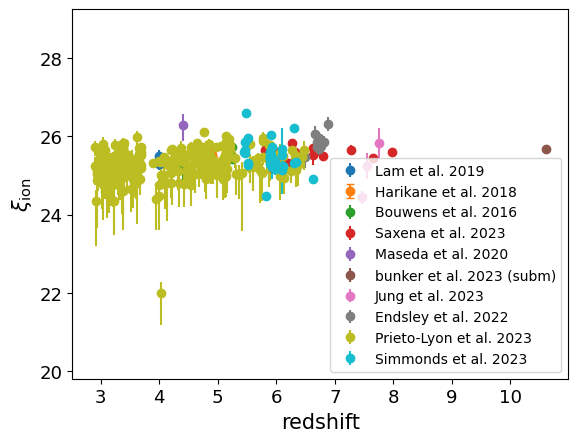 28
26
24
22
20
ξion
3
4
5
6
7
8
9
10
redshift
Lam et al. 2019
Harikane et al. 2018
Bouwens et al. 2016
Saxena et al. 2023
Maseda et al. 2020
bunker et al. 2023 (subm)
Jung et al. 2023
Endsley et al. 2022
Prieto-Lyon et al. 2023
Simmonds et al. 2023